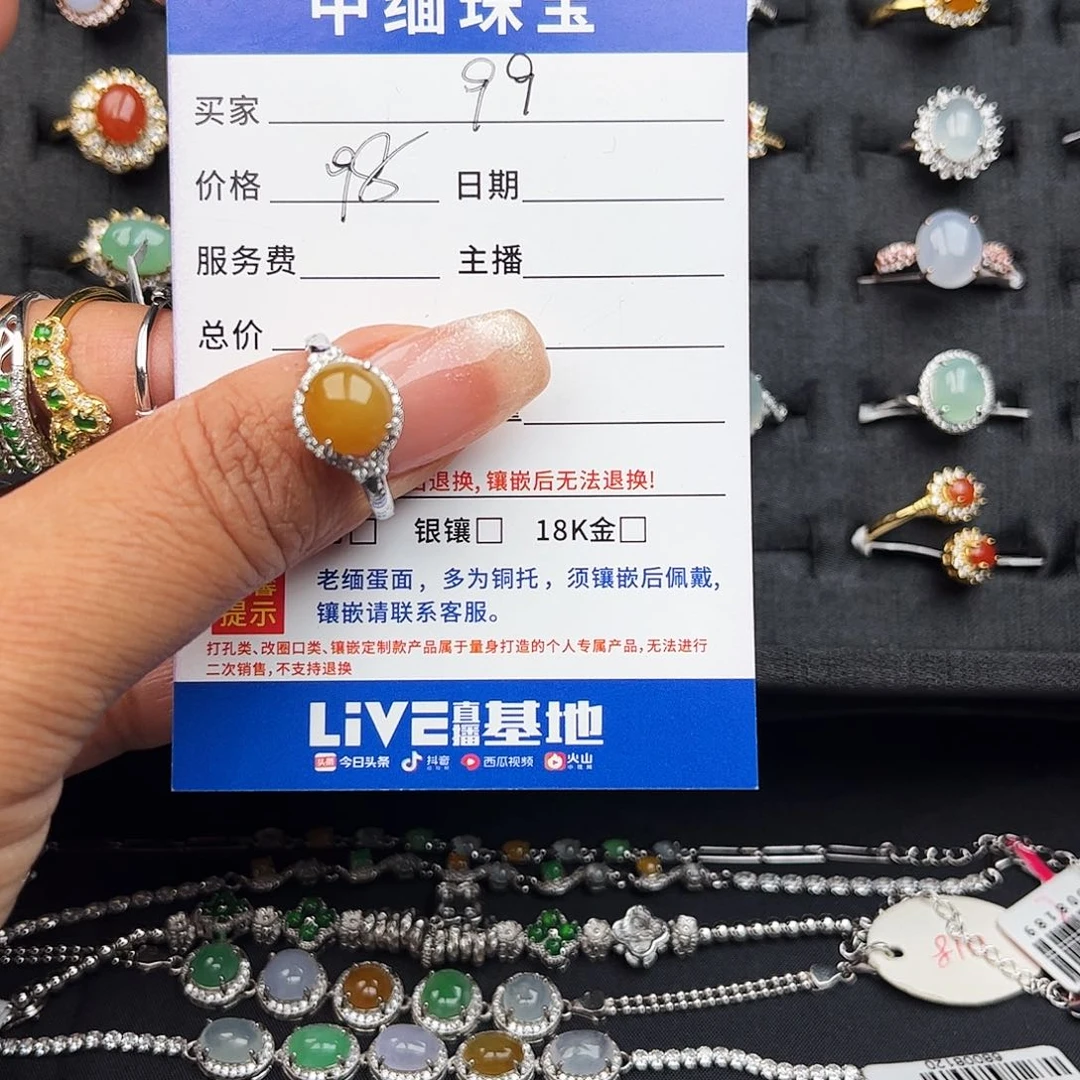 中缅珠宝
买家 99
价格 98 日期
服务费 主播
总价
退换,镶嵌后无法退换!
银镶□ 18K金□
提示
老缅蛋面，多为铜托，须镶嵌后佩戴,
镶嵌请联系客服。
打孔类、改圈口类、镶嵌定制款产品属于量身打造的个人专属产品,无法进行
二次销售,不支持退换
LiVE直播基地
头条 今日头条 抖音 西瓜视频 火山